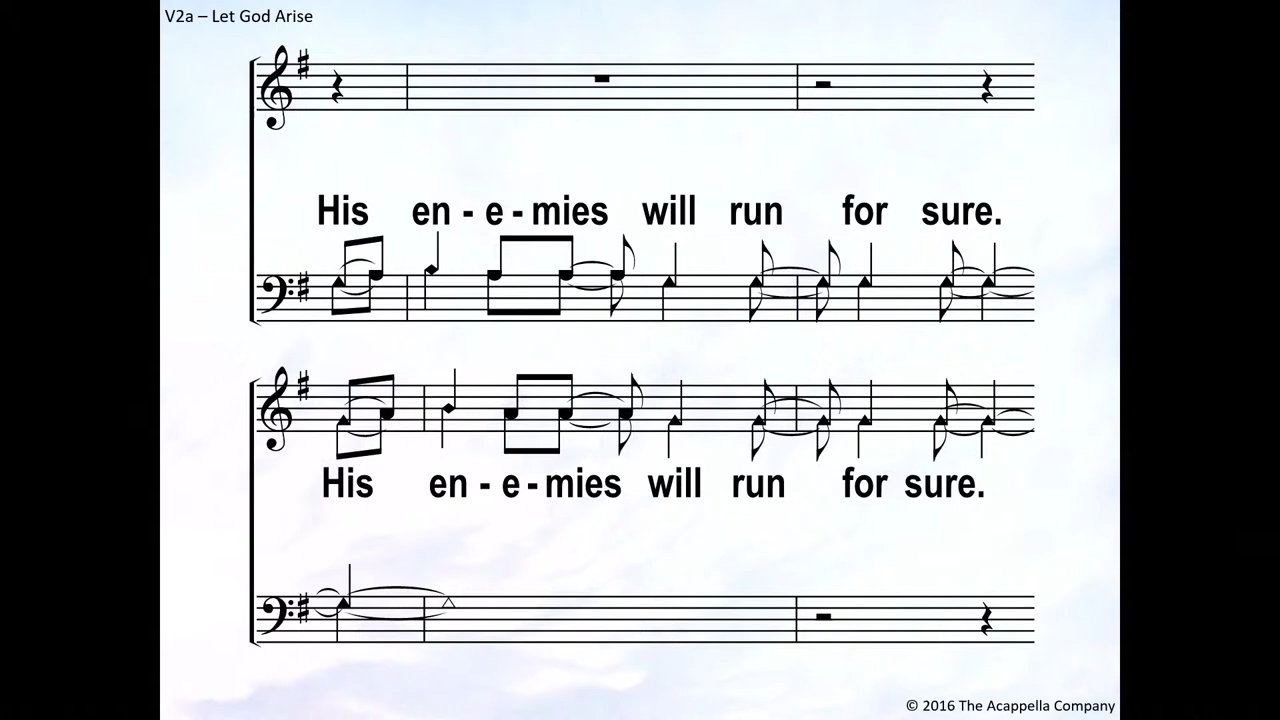 V2a – Let God Arise
His en - e - mies will run for sure.
His en - e - mies will run for sure.
© 2016 The Acappella Company